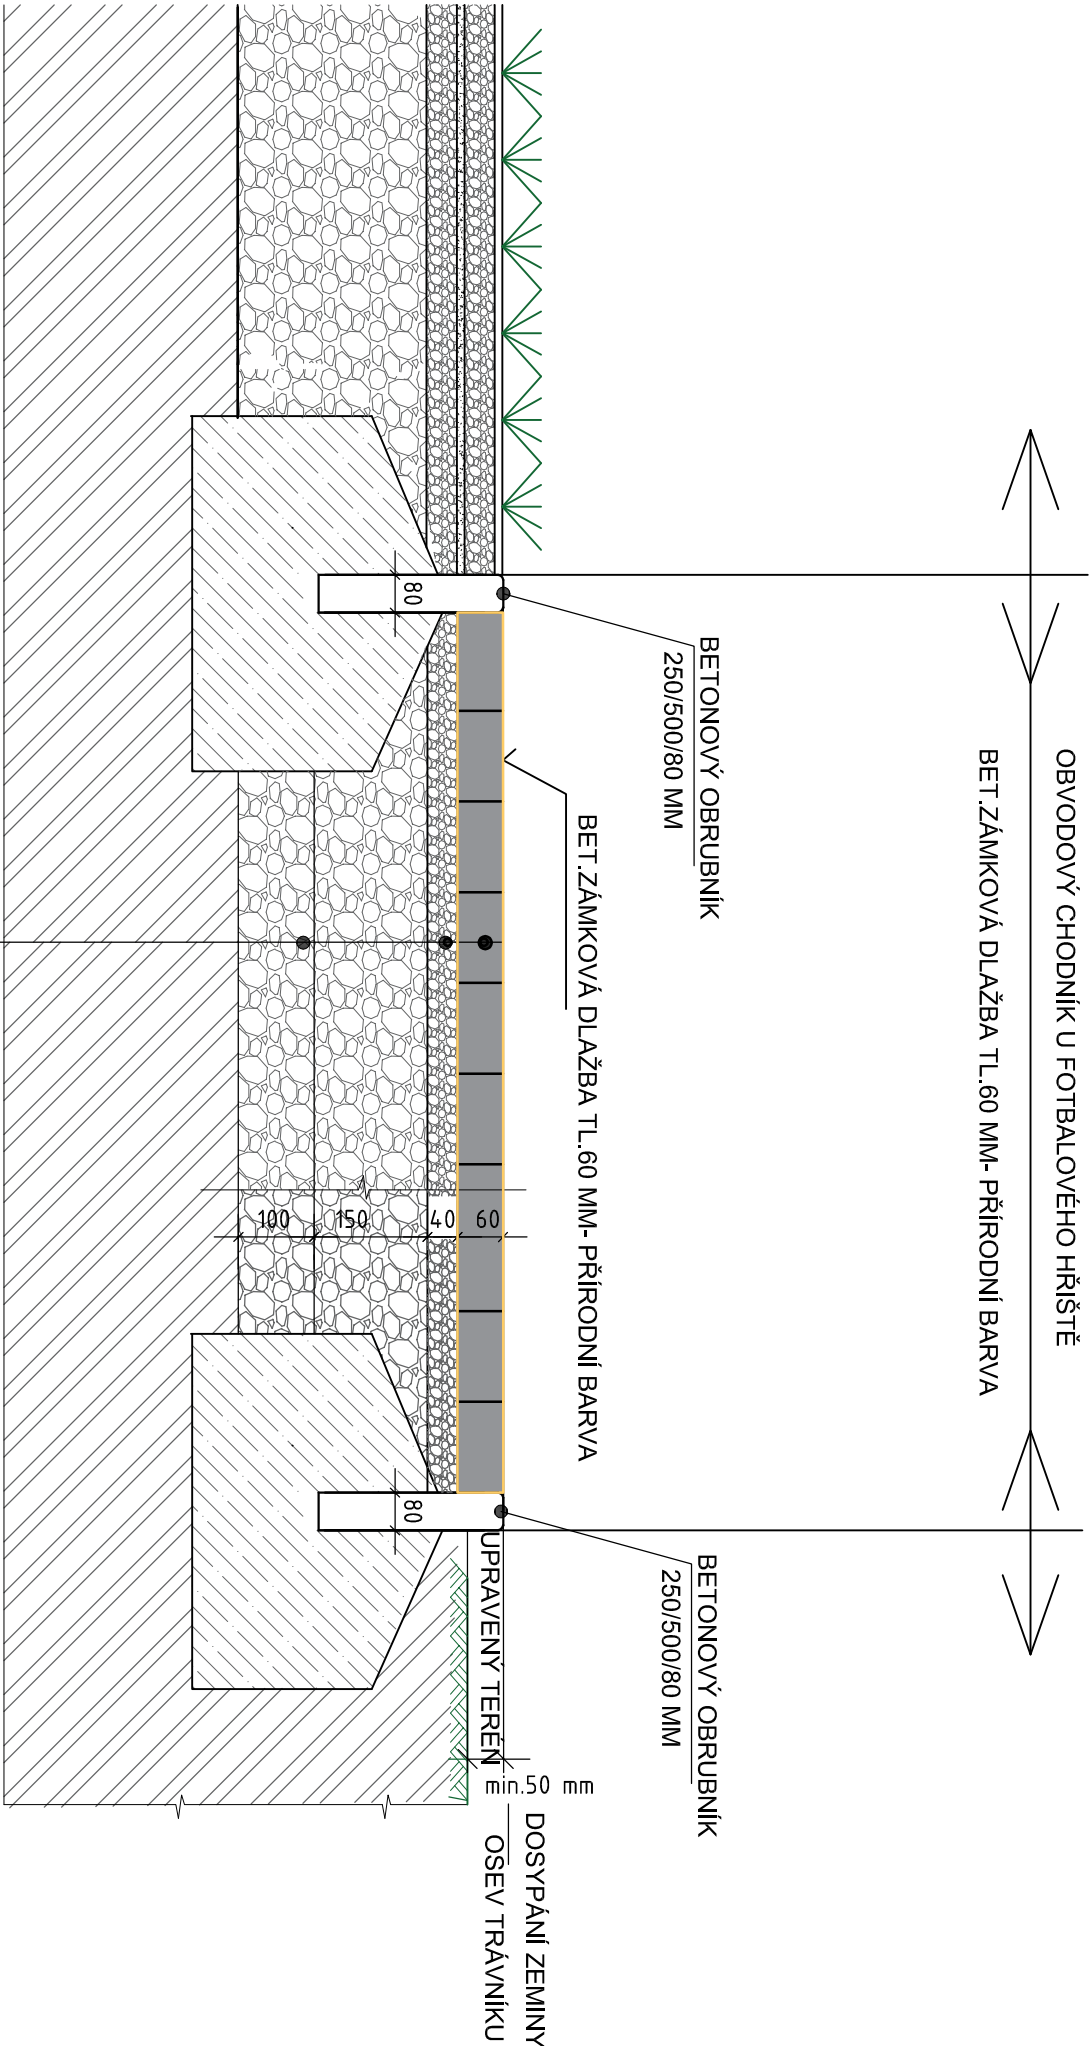 OBVODOVÝ CHODNÍK U FOTBALOVÉHO HŘIŠTĚ
BET.ZÁMKOVÁ DLAŽBA TL.60 MM- PŘÍRODNÍ BARVA
BETONOVÝ OBRUBNÍK
250/500/80 MM
BETONOVÝ OBRUBNÍK
250/500/80 MM
BET.ZÁMKOVÁ DLAŽBA TL.60 MM- PŘÍRODNÍ BARVA
DOSYPÁNÍ ZEMINY
OSEV TRÁVNÍKU
min.50 mm
UPRAVENÝ TERÉN
80
80
60
40
150
100